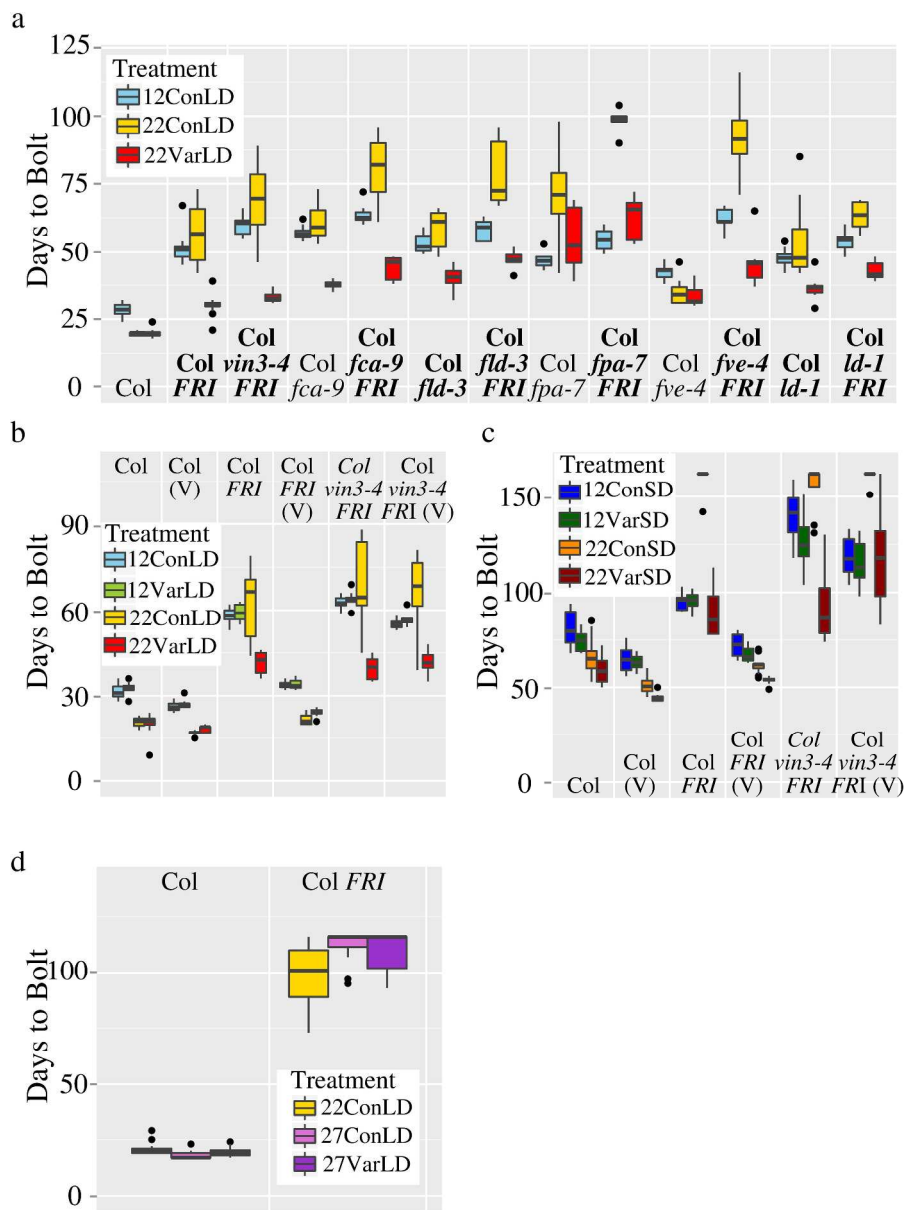 a
Days to Bolt
125
100
75
50
25
0
Treatment
12ConLD
22ConLD
22VarLD
Col
Col
FRI
Col
vin3-4
FRI
Col
fca-9
Col
fca-9
FRI
Col
fld-3
Col
fld-3
FRI
Col
fpa-7
Col
fpa-7
FRI
Col
fve-4
Col
fve-4
FRI
Col
ld-1
Col
ld-1
FRI
b
Days to Bolt
90
60
30
0
Col
Col
(V)
Col
FRI
Col
FRI
(V)
Col
vin3-4
FRI
Col
vin3-4
FRI (V)
Treatment
12ConLD
12VarLD
22ConLD
22VarLD
c
Days to Bolt
150
100
50
0
Treatment
12ConSD
12VarSD
22ConSD
22VarSD
Col
Col
(V)
Col
FRI
Col
FRI
(V)
Col
vin3-4
FRI
Col
vin3-4
FRI (V)
d
Days to Bolt
100
50
0
Col
Col FRI
Treatment
22ConLD
27ConLD
27VarLD